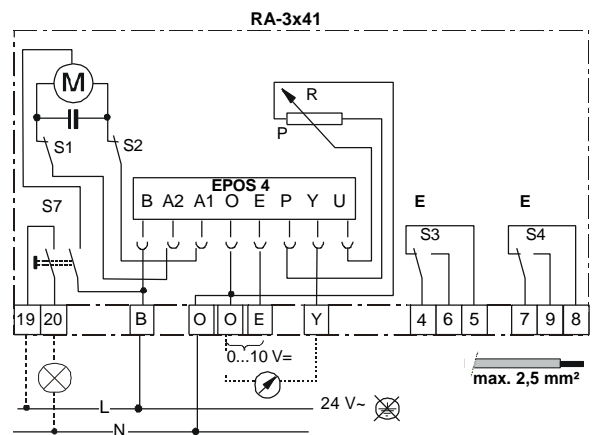 RA-3x41
M
R
P
S1
S2
EPOS 4
B A2 A1 O E P Y U
S7
E
E
S3
S4
19 20 B O O E Y 4 6 5 7 9 8
0...10 V=
max. 2,5 mm²
L
24 V~
N